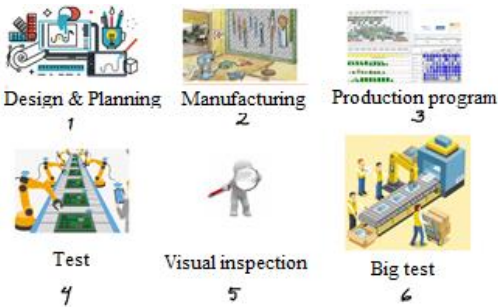 Design & Planning
Manufacturing
Production program
1
2
3
Test
Visual inspection
Big test
4
5
6